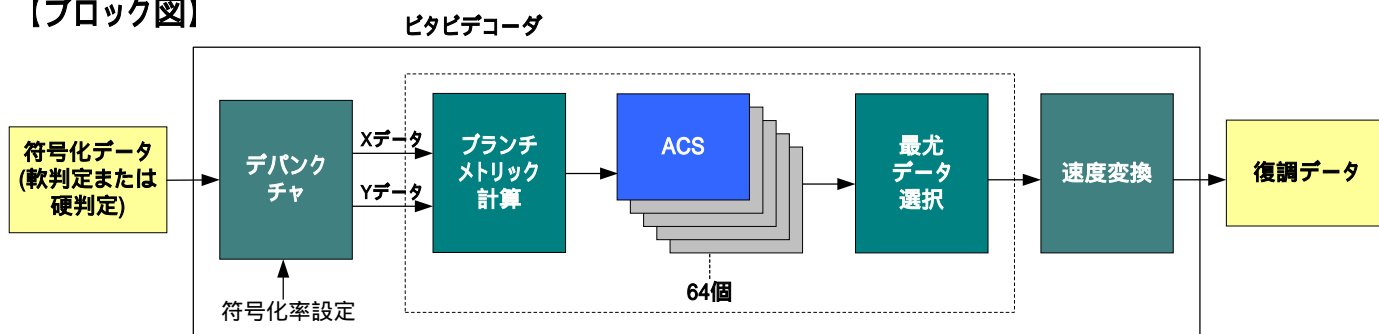 【ブロック図】
ビタビデコーダ
符号化データ
(軟判定または
硬判定)
デパンク
チャ
Xデータ
Yデータ
ブランチ
メトリック
計算
ACS
64個
最尤
データ
選択
速度変換
復調データ
符号化率設定